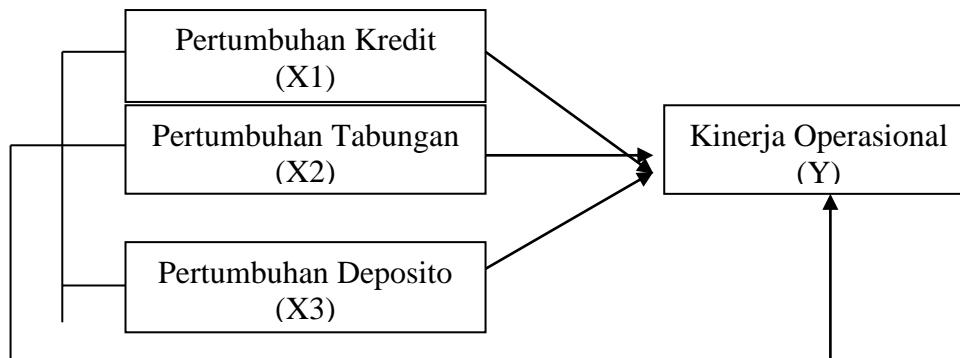 Pertumbuhan Kredit
(X1)
Pertumbuhan Tabungan
(X2)
Pertumbuhan Deposito
(X3)
Kinerja Operasional
(Y)